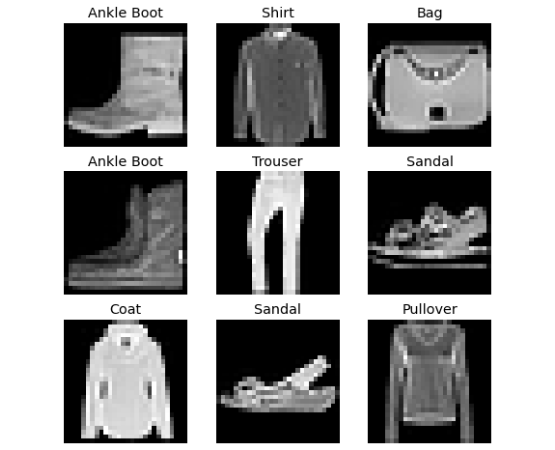 Ankle Boot
Shirt
Bag
Ankle Boot
Trouser
Sandal
Coat
Sandal
Pullover